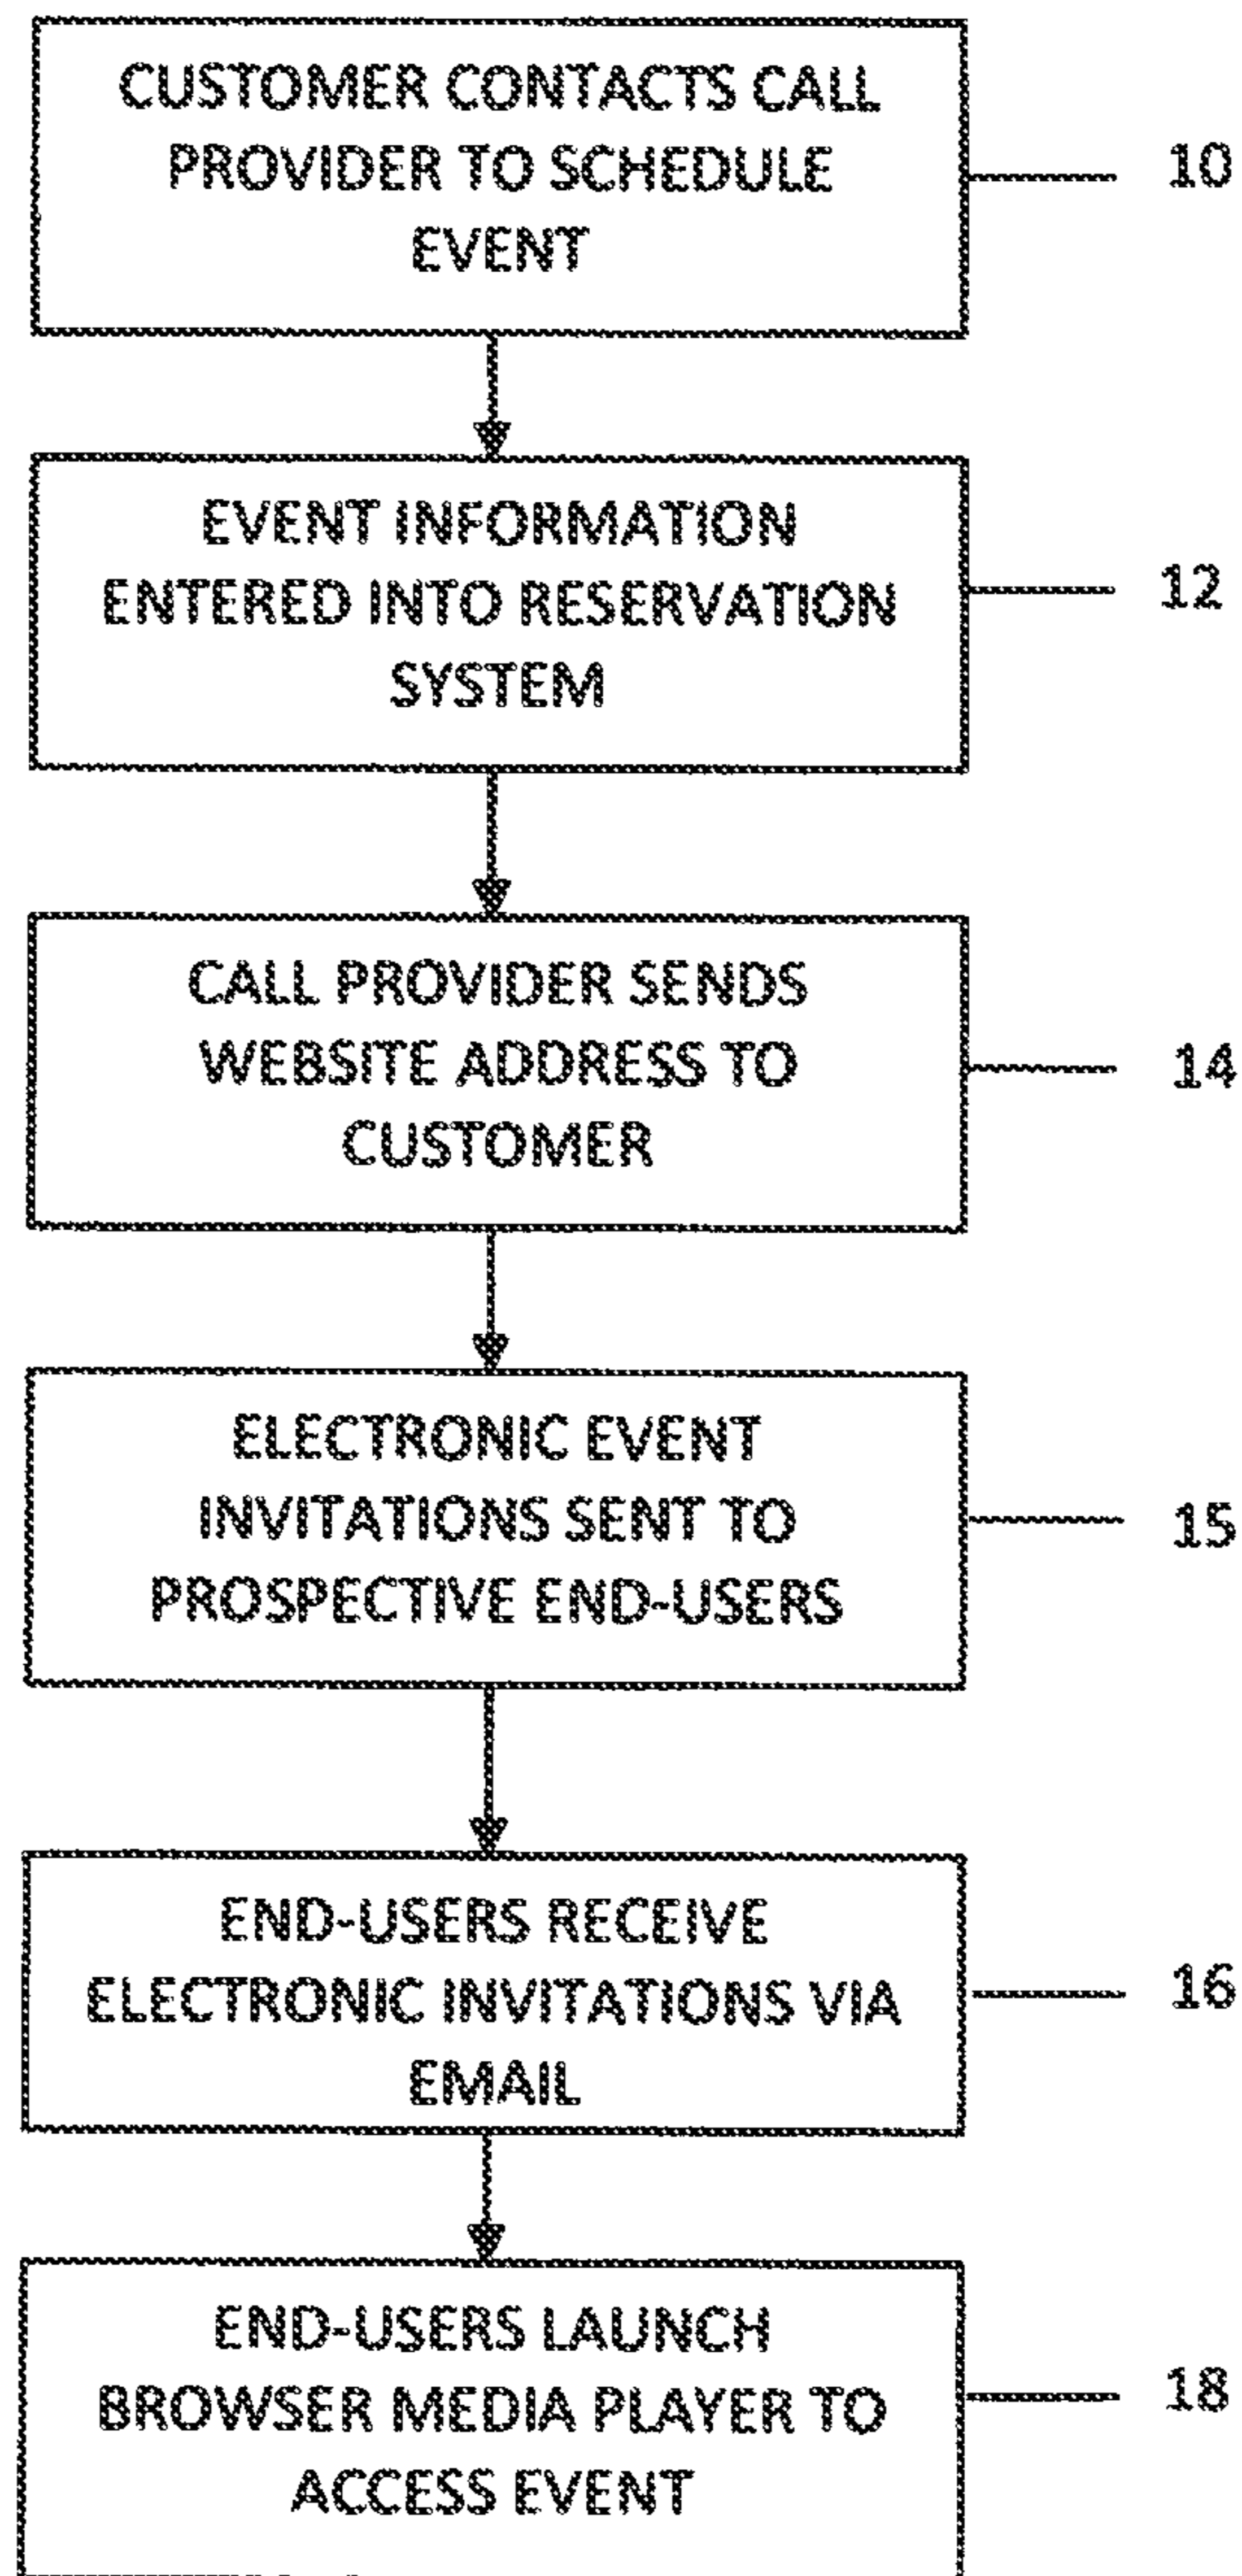 CUSTOMER CONTACTS CALL
PROVIDER TO SCHEDULE
EVENT
10
EVENT INFORMATION
ENTERED INTO RESERVATION
SYSTEM
12
CALL PROVIDER SENDS
WEBSITE ADDRESS TO
CUSTOMER
14
ELECTRONIC EVENT
INVITATIONS SENT TO
PROSPECTIVE END-USERS
15
END-USERS RECEIVE
ELECTRONIC INVITATIONS VIA
EMAIL
16
END-USERS LAUNCH
BROWSER MEDIA PLAYER TO
ACCESS EVENT
18